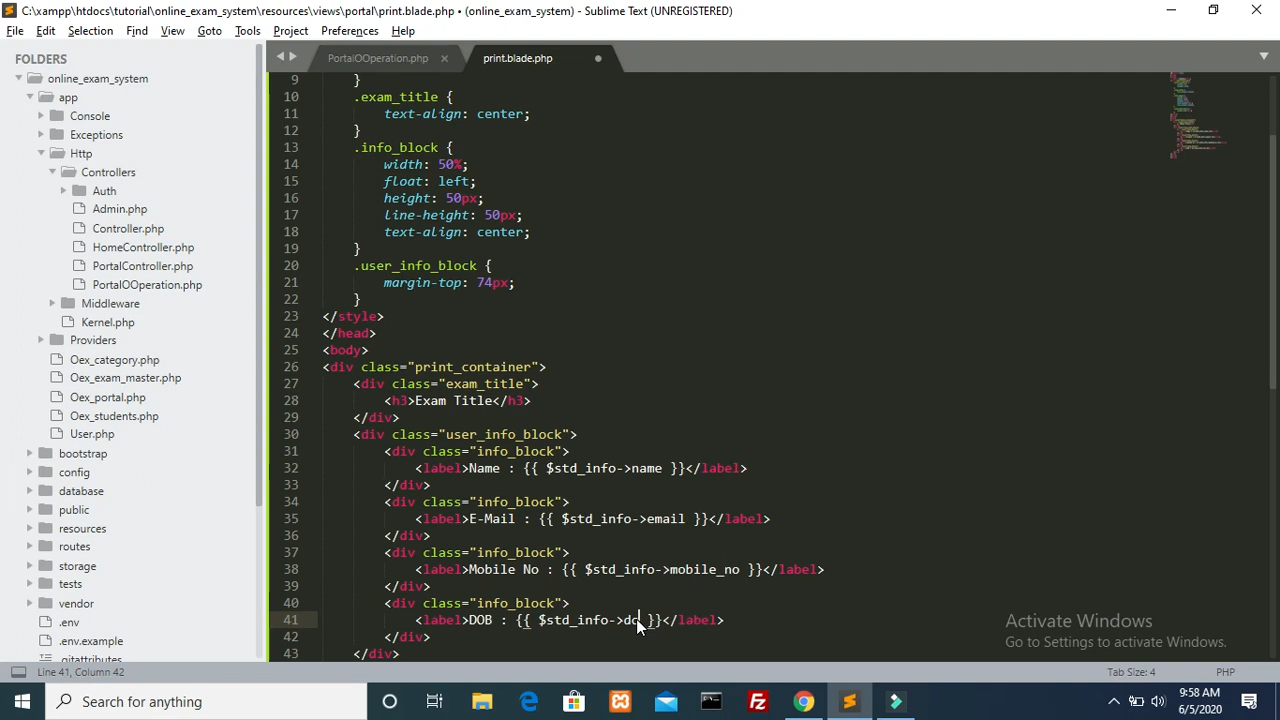 C:\xampp\htdocs\tutorial\online_exam_system\resources\views\portal\print.blade.php • (online_exam_system) - Sublime Text (UNREGISTERED)
File Edit Selection Find View Goto Tools Project Preferences Help
FOLDERS
online_exam_system
app
Console
Exceptions
Http
Controllers
Auth
Admin.php
Controller.php
HomeController.php
PortalController.php
PortalOOperation.php
Middleware
Kernel.php
Providers
Oex_category.php
Oex_exam_master.php
Oex_portal.php
Oex_students.php
User.php
bootstrap
config
database
public
resources
routes
storage
tests
vendor
.env
.env.example
.gitattributes
PortalOOperation.php print.blade.php
9 }
10 .exam_title {
11 text-align: center;
12 }
13 .info_block {
14 width: 50%;
15 float: left;
16 height: 50px;
17 line-height: 50px;
18 text-align: center;
19 }
20 .user_info_block {
21 margin-top: 74px;
22 }
23 </style>
24 </head>
25 <body>
26 <div class="print_container">
27 <div class="exam_title">
28 <h3>Exam Title</h3>
29 </div>
30 <div class="user_info_block">
31 <div class="info_block">
32 <label>Name : {{ $std_info->name }}</label>
33 </div>
34 <div class="info_block">
35 <label>E-Mail : {{ $std_info->email }}</label>
36 </div>
37 <div class="info_block">
38 <label>Mobile No : {{ $std_info->mobile_no }}</label>
39 </div>
40 <div class="info_block">
41 <label>DOB : {{ $std_info->do }}</label>
42 </div>
43 </div>
Activate Windows
Go to Settings to activate Windows.
Line 41, Column 42 Tab Size: 4 PHP
Search for anything
9:58 AM
6/5/2020